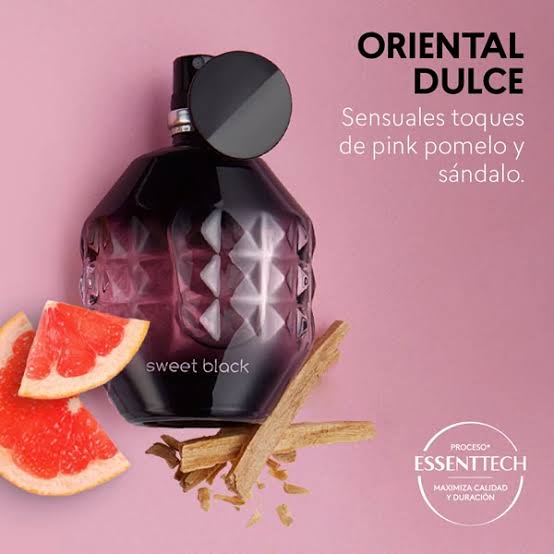 ORIENTAL
DULCE
Sensuales toques
de pink pomelo y
sándalo.
sweet black
PROCESO*
ESSENTTECH
MAXIMIZA CALIDAD
Y DURACIÓN